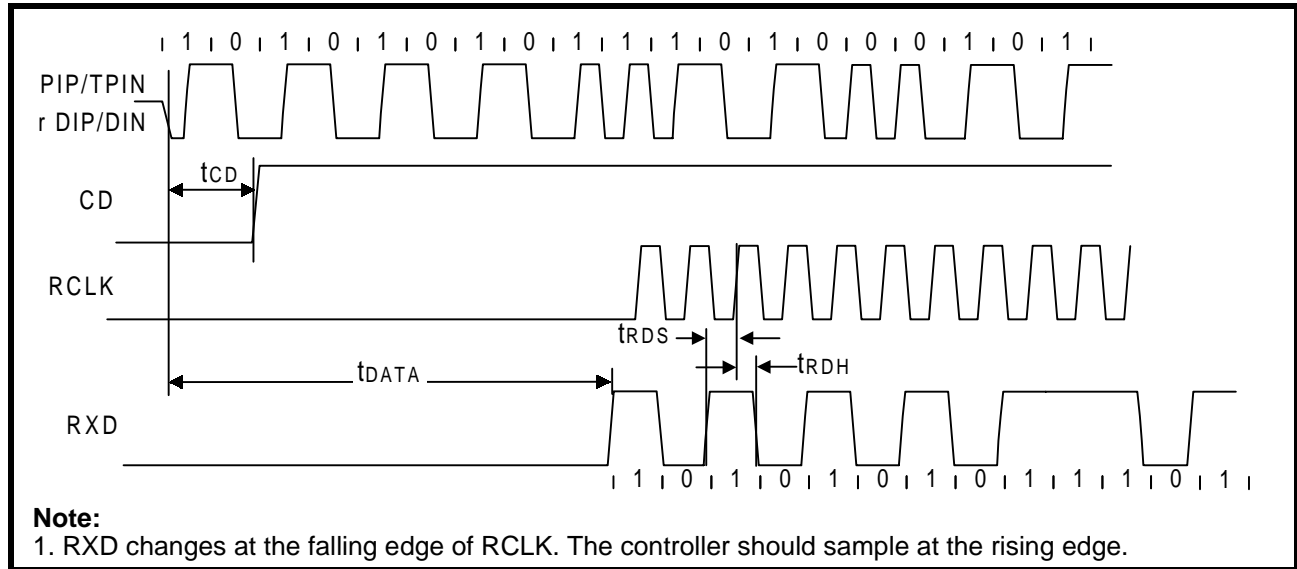 1 0 1 0 1 0 1 0 1 1 1 0 1 0 0 0 1 0 1
PIP/TPIN
r DIP/DIN
tCD
CD
RCLK
tRDS
tRDH
tDATA
RXD
1 0 1 0 1 0 1 0 1 1 1 0 1
Note:
1. RXD changes at the falling edge of RCLK. The controller should sample at the rising edge.